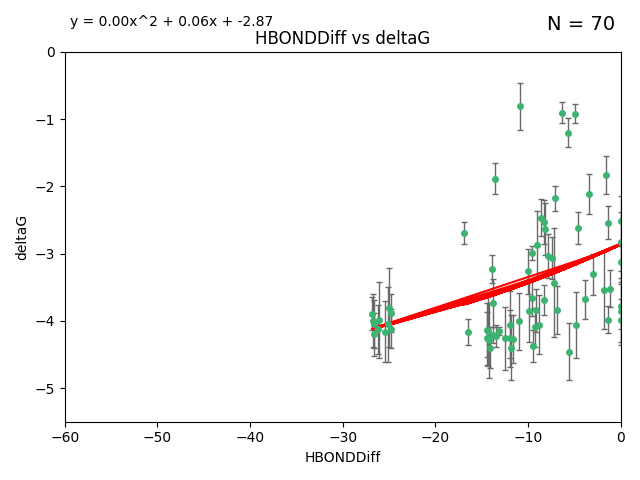 y = 0.00x^2 + 0.06x + -2.87
N = 70
HBONDDiff vs deltaG
0
−1
−2
−3
−4
−5
deltaG
−60 −50 −40 −30 −20 −10 0
HBONDDiff